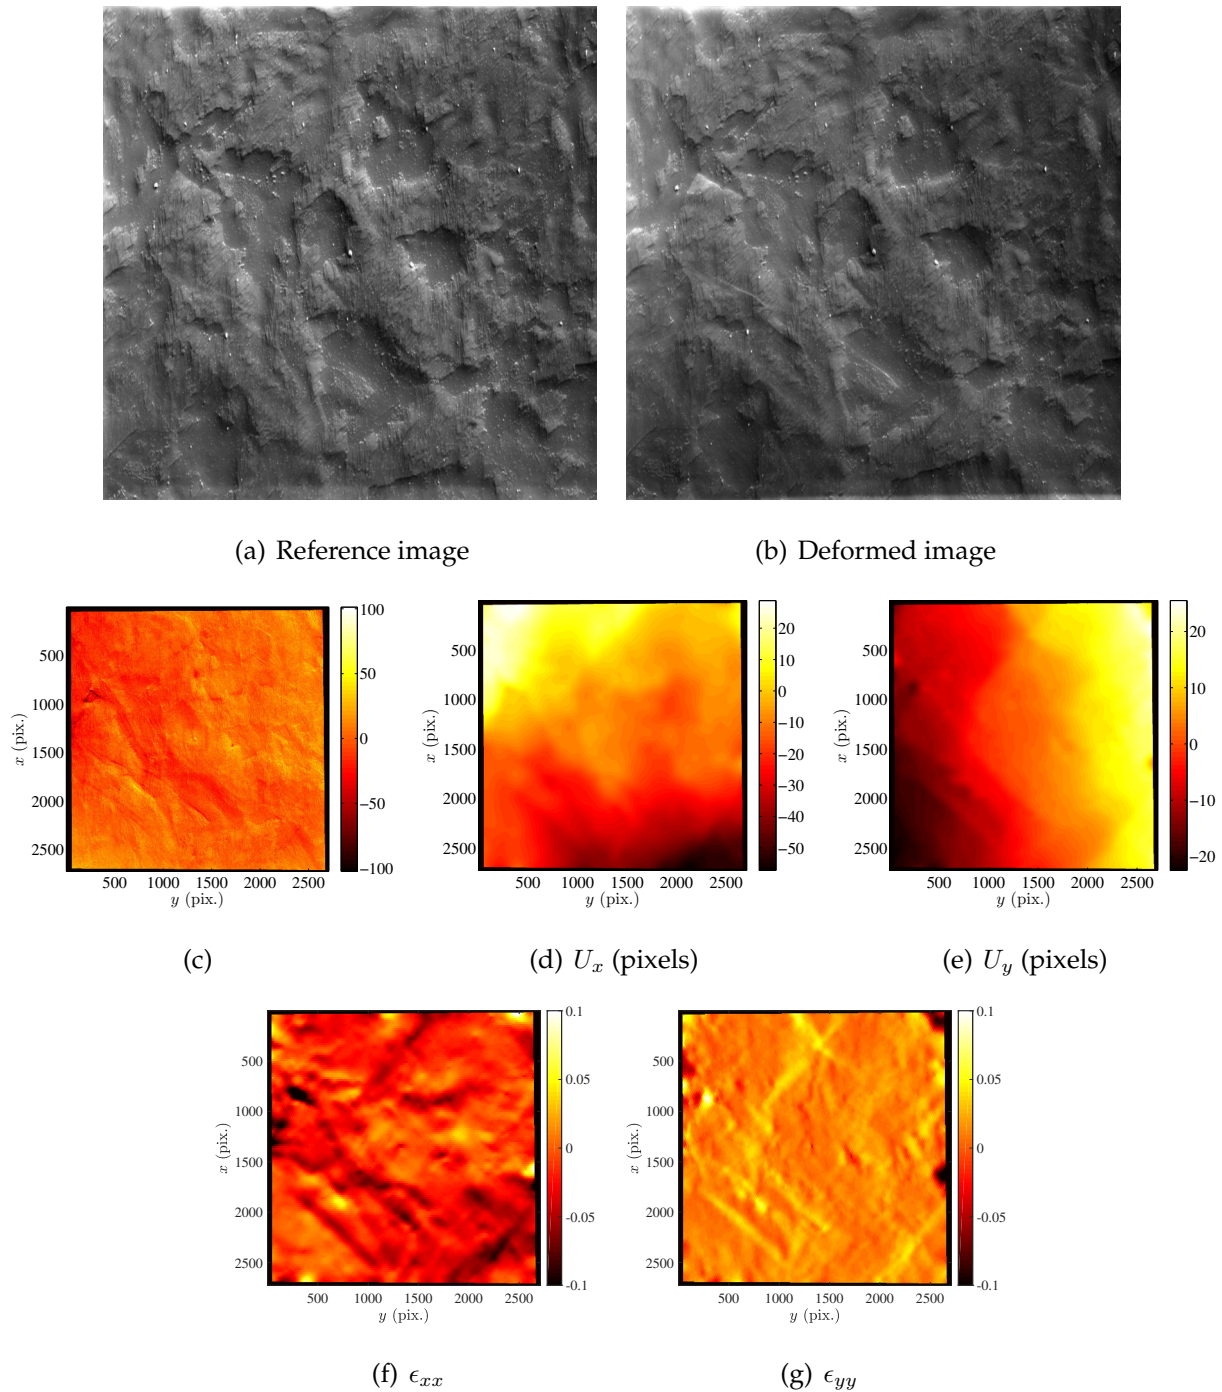 (a) Reference image
(b) Deformed image
500
1000
1500
2000
2500
x (pix.)
500 1000 1500 2000 2500
y (pix.)
100
50
0
−50
−100
(c)
500
1000
1500
2000
2500
x (pix.)
500 1000 1500 2000 2500
y (pix.)
20
10
0
−10
−20
−30
−40
−50
(d) Uₓ (pixels)
500
1000
1500
2000
2500
x (pix.)
500 1000 1500 2000 2500
y (pix.)
20
10
0
−10
−20
(e) U_y (pixels)
500
1000
1500
2000
2500
x (pix.)
500 1000 1500 2000 2500
y (pix.)
0.1
0.05
0
-0.05
-0.1
(f) ϵₓₓ
500
1000
1500
2000
2500
x (pix.)
500 1000 1500 2000 2500
y (pix.)
0.1
0.05
0
-0.05
-0.1
(g) ϵ_yy